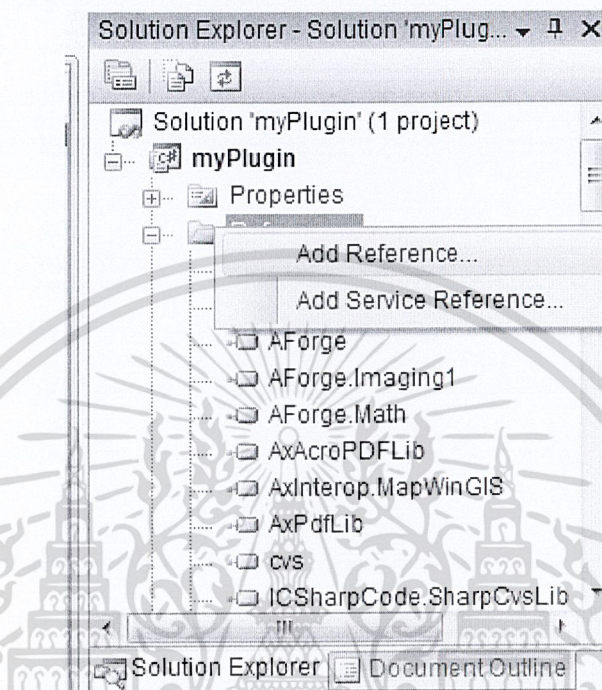 Solution Explorer - Solution 'myPlug...
Solution 'myPlugin' (1 project)
myPlugin
Properties
Add Reference...
Add Service Reference...
AForge
AForge.Imaging1
AForge.Math
AxAcroPDFLib
AxInterop.MapWinGIS
AxPdfLib
cvs
ICSharpCode.SharpCvsLib
Solution Explorer
Document Outline